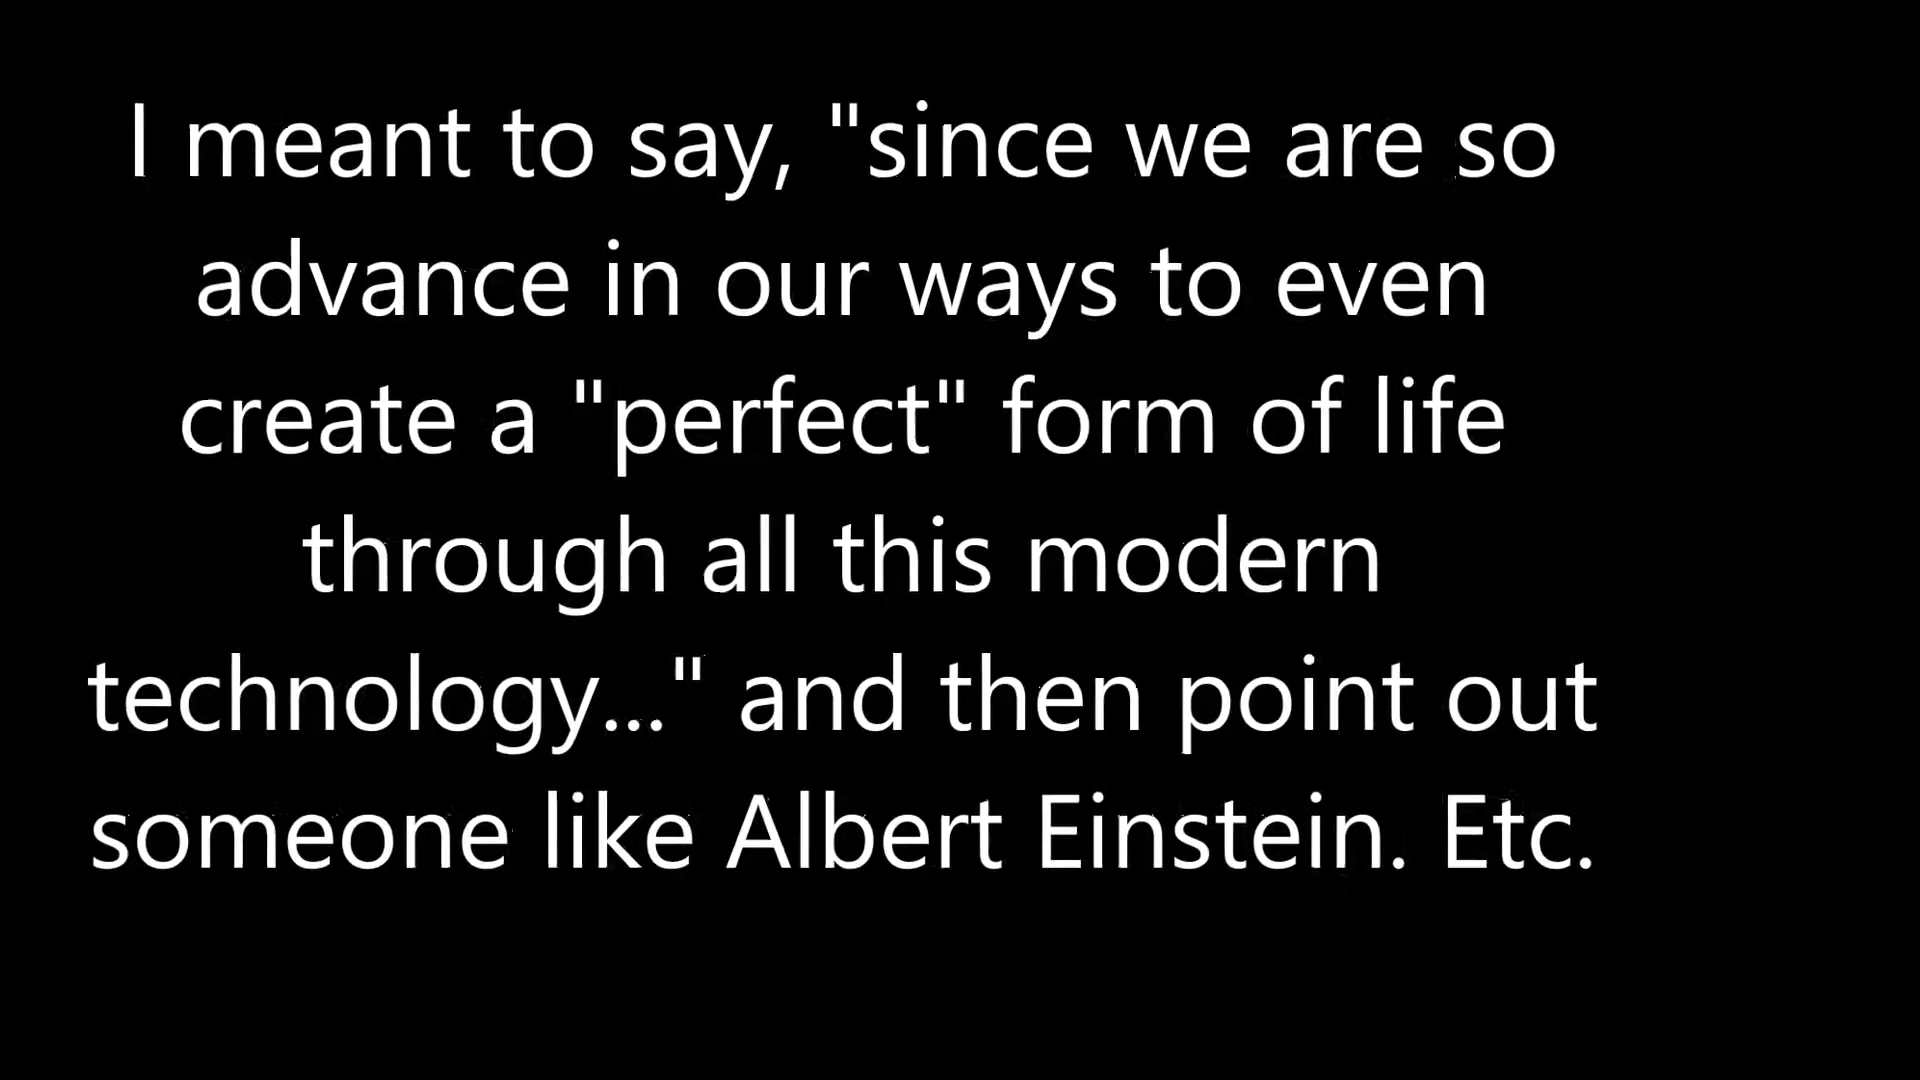 I meant to say, "since we are so
advance in our ways to even
create a "perfect" form of life
through all this modern
technology..." and then point out
someone like Albert Einstein. Etc.